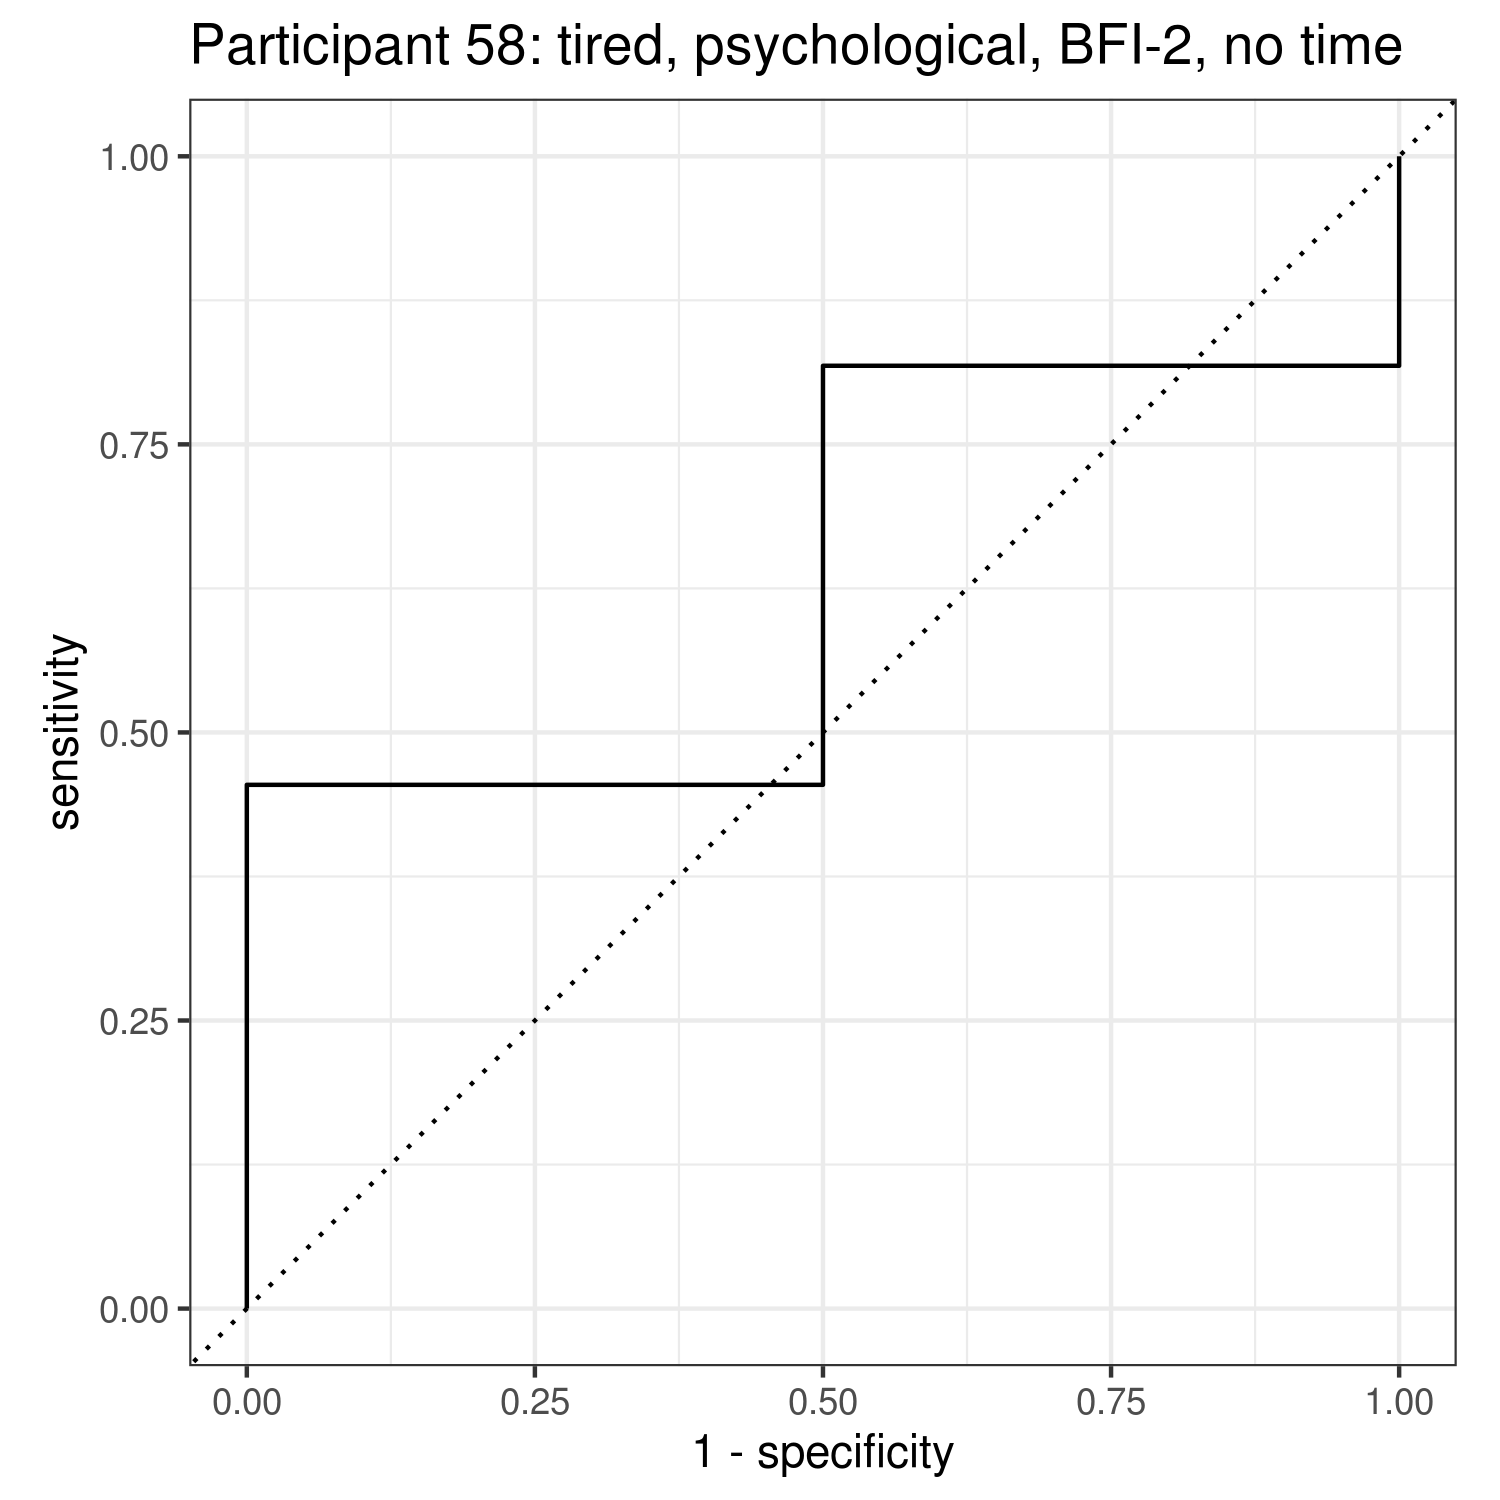 Participant 58: tired, psychological, BFI-2, no time
1.00
0.75
0.50
0.25
0.00
sensitivity
0.00 0.25 0.50 0.75 1.00
1 - specificity